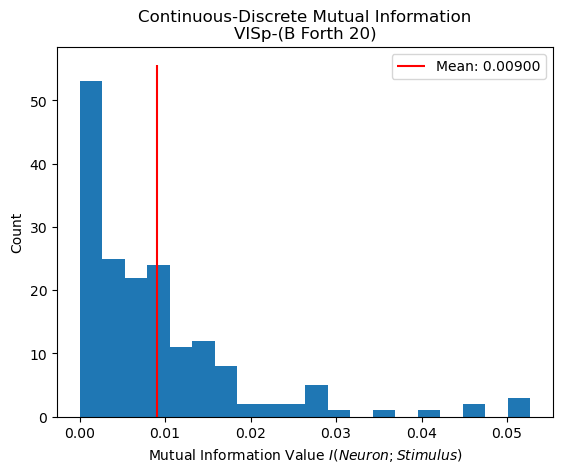 Continuous-Discrete Mutual Information
VISp-(B Forth 20)
Mean: 0.00900
50
40
30
20
10
0
Count
0.00 0.01 0.02 0.03 0.04 0.05
Mutual Information Value I(Neuron; Stimulus)